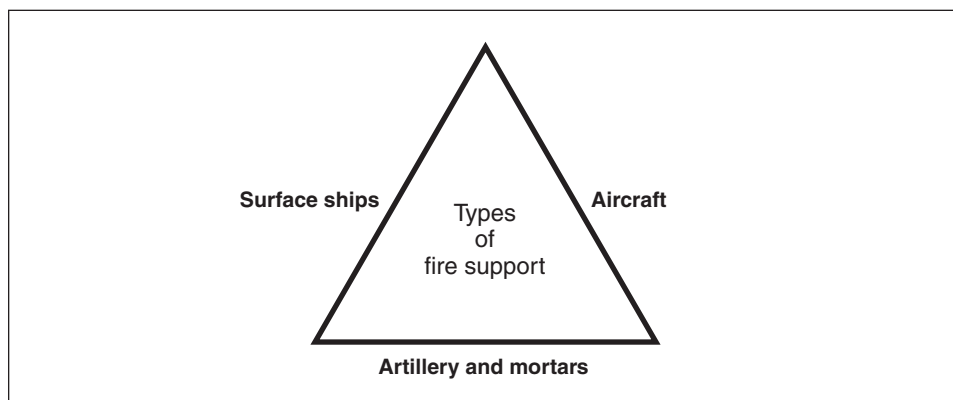 Surface ships
Aircraft
Types
of
fire support
Artillery and mortars